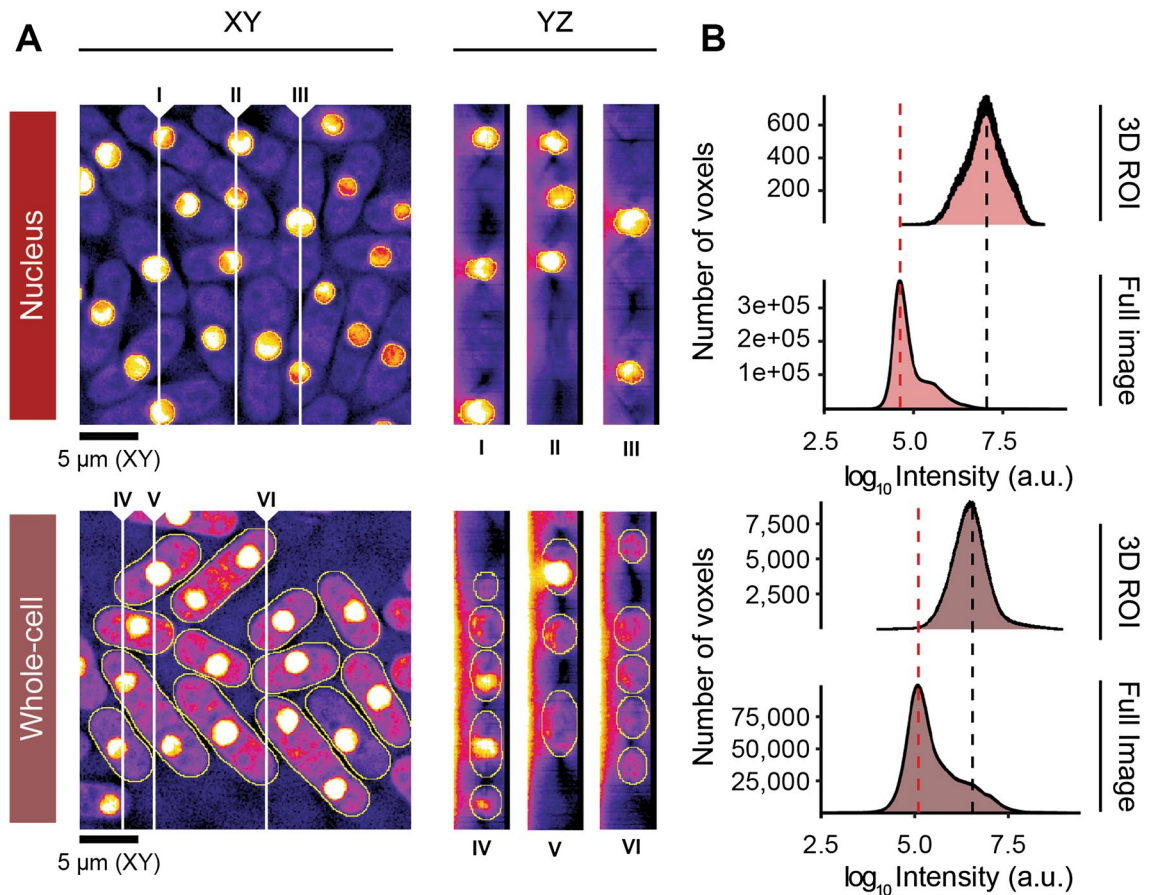 A
XY
YZ
B
I
II
III
Nucleus
5 µm (XY)
I
II
III
Number of voxels
600
400
200
3D ROI
3e+05
2e+05
1e+05
Full image
2.5
5.0
7.5
log10 Intensity (a.u.)
IV
V
VI
Whole-cell
5 µm (XY)
IV
V
VI
Number of voxels
7,500
5,000
2,500
3D ROI
75,000
50,000
25,000
Full Image
2.5
5.0
7.5
log10 Intensity (a.u.)